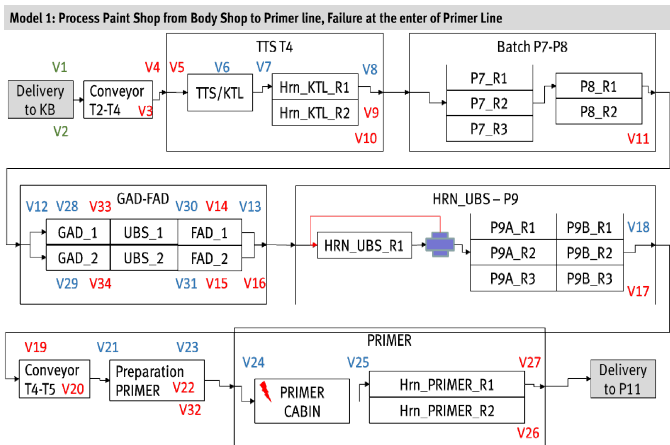 Model 1: Process Paint Shop from Body Shop to Primer line, Failure at the enter of Primer Line
TTS T4
Batch P7-P8
V1
V4
V5
V6
V7
V8
Delivery
to KB
Conveyor
T2-T4
V3
TTS/KTL
Hrn_KTL_R1
Hrn_KTL_R2
V9
V10
V2
P7_R1
P7_R2
P7_R3
P8_R1
P8_R2
V11
GAD-FAD
HRN_UBS – P9
V12
V28
V33
V30
V14
V13
GAD_1
UBS_1
FAD_1
GAD_2
UBS_2
FAD_2
V29
V34
V31
V15
V16
HRN_UBS_R1
P9A_R1
P9B_R1
P9A_R2
P9B_R2
P9A_R3
P9B_R3
V18
V17
PRIMER
V19
V21
V23
V24
V25
V27
Conveyor
T4-T5
V20
Preparation
PRIMER
V22
V32
PRIMER
CABIN
Hrn_PRIMER_R1
Hrn_PRIMER_R2
V26
Delivery
to P11